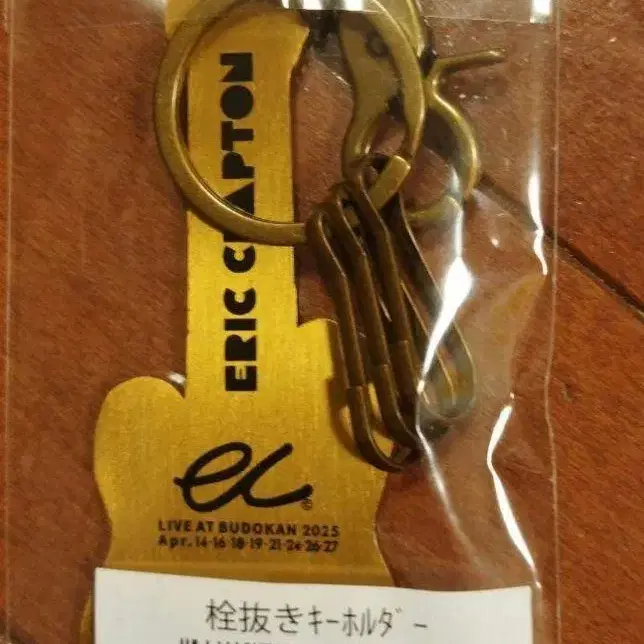 ERIC CLAPTON
ec
LIVE AT BUDOKAN 2025
Apr. 14·16·18·19·21·24·26·27
栓抜きｷｰﾎﾙﾀﾞｰ